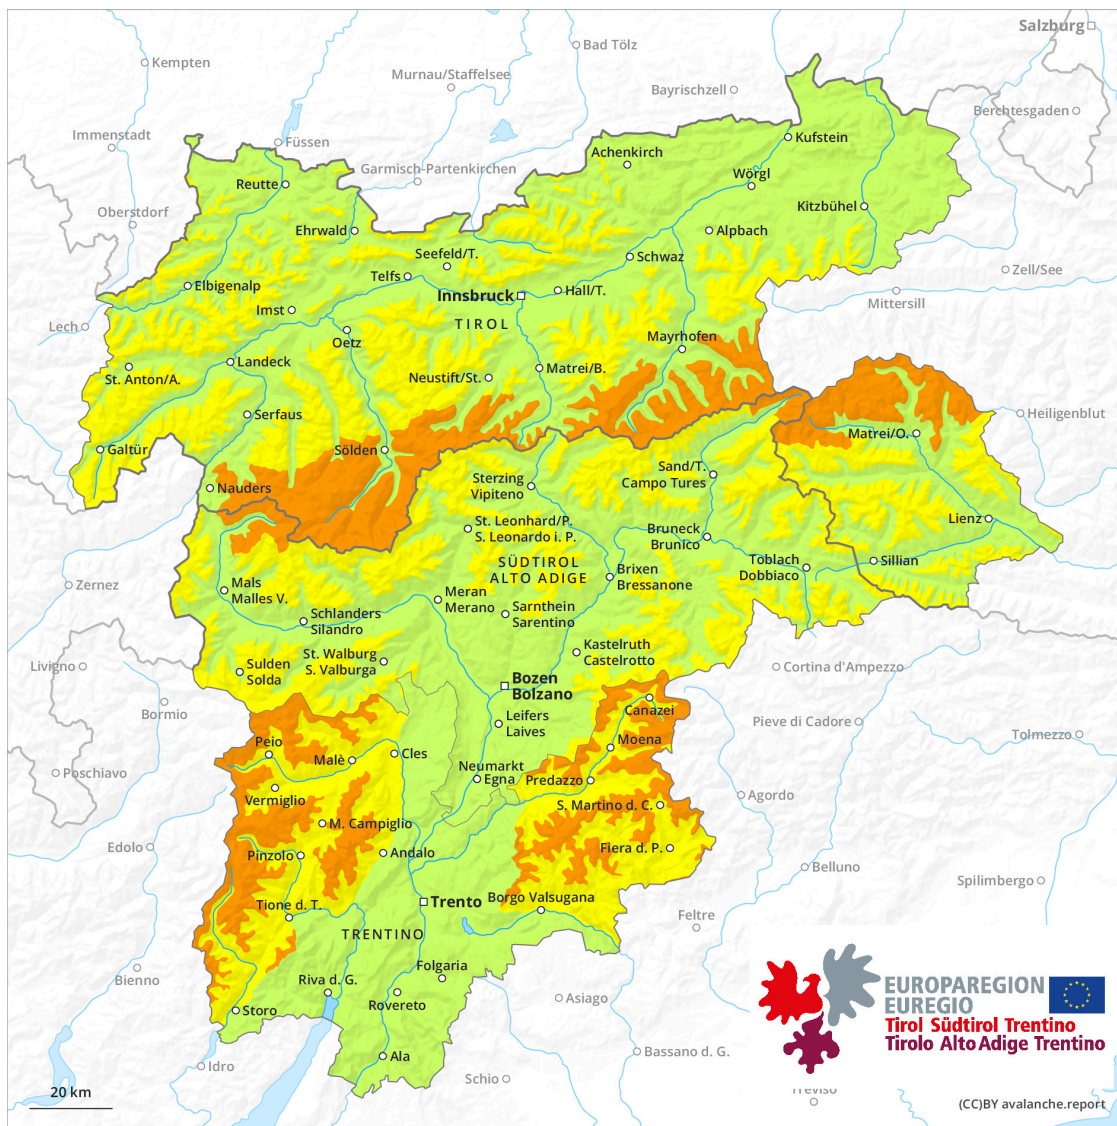 Salzburg
Bad Tölz
Kempten
Murnau/Staffelsee
Bayrischzell
Berchtesgaden
Immenstadt
Füssen
Kufstein
Achenkirch
Garmisch-Partenkirchen
Wörgl
Reutte
Oberstdorf
Kitzbühel
Ehrwald
Alpbach
Seefeld/T.
Schwaz
Zell/See
Telfs
Elbigenalp
Hall/T.
Innsbruck
Mittersill
Imst
TIROL
Lech
Oetz
Mayrhofen
Landeck
Matrei/B.
St. Anton/A.
Neustift/St.
Serfaus
Heiligenblut
Matrei/O.
Galtür
Sölden
Sand/T.
Campo Tures
Sterzing
Vipiteno
Nauders
Lienz
St. Leonhard/P.
S. Leonardo i. P.
Bruneck
Brunico
Toblach
Dobbiaco
Sillian
SÜDTIROL
ALTO ADIGE
Brixen
Bressanone
Zernez
Mals
Malles V.
Meran
Merano
Sarnthein
Sarentino
Schlanders
Silandro
Kastelruth
Castelrotto
St. Walburg
S. Valburga
Livigno
Sulden
Solda
Cortina d'Ampezzo
Bozen
Bolzano
Bormio
Canazei
Leifers
Laives
Pieve di Cadore
Tolmezzo
Peio
Moena
Cles
Malè
Neumarkt
Egna
Poschiavo
Predazzo
Vermiglio
Agordo
S. Martino d. C.
M. Campiglio
Edolo
Fiera d. P.
Pinzolo
Andalo
Belluno
Spilimbergo
Borgo Valsugana
Trento
Tione d. T.
Feltre
TRENTINO
Folgaria
Bienno
Riva d. G.
EUROPAREGION
EUREGIO
Tirol Südtirol Trentino
Tirolo Alto Adige Trentino
Asiago
Rovereto
Storo
Bassano d. G.
Ala
Idro
Schio
Treviso
20 km
(CC)BY avalanche.report